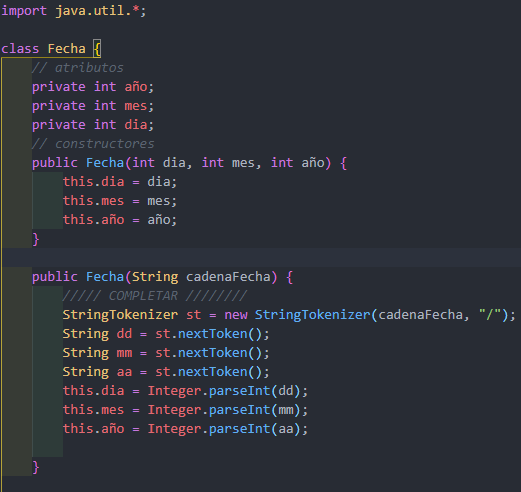 import java.util.*;
class Fecha {
// atributos
private int año;
private int mes;
private int dia;
// constructores
public Fecha(int dia, int mes, int año) {
this.dia = dia;
this.mes = mes;
this.año = año;
}
public Fecha(String cadenaFecha) {
///// COMPLETAR ////////
StringTokenizer st = new StringTokenizer(cadenaFecha, "/");
String dd = st.nextToken();
String mm = st.nextToken();
String aa = st.nextToken();
this.dia = Integer.parseInt(dd);
this.mes = Integer.parseInt(mm);
this.año = Integer.parseInt(aa);
}